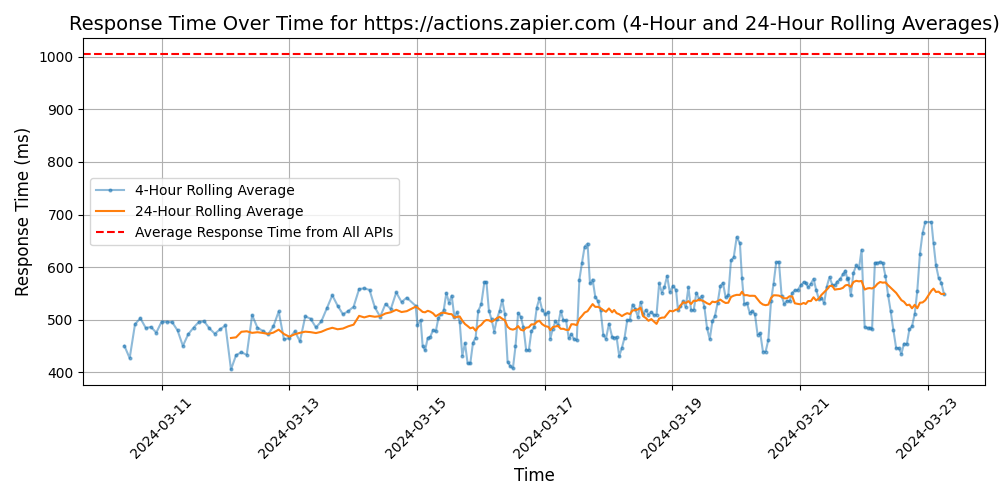 Response Time Over Time for https://actions.zapier.com (4-Hour and 24-Hour Rolling Averages)
Response Time (ms)
1000
900
800
700
600
500
400
4-Hour Rolling Average
24-Hour Rolling Average
Average Response Time from All APIs
2024-03-11
2024-03-13
2024-03-15
2024-03-17
2024-03-19
2024-03-21
2024-03-23
Time